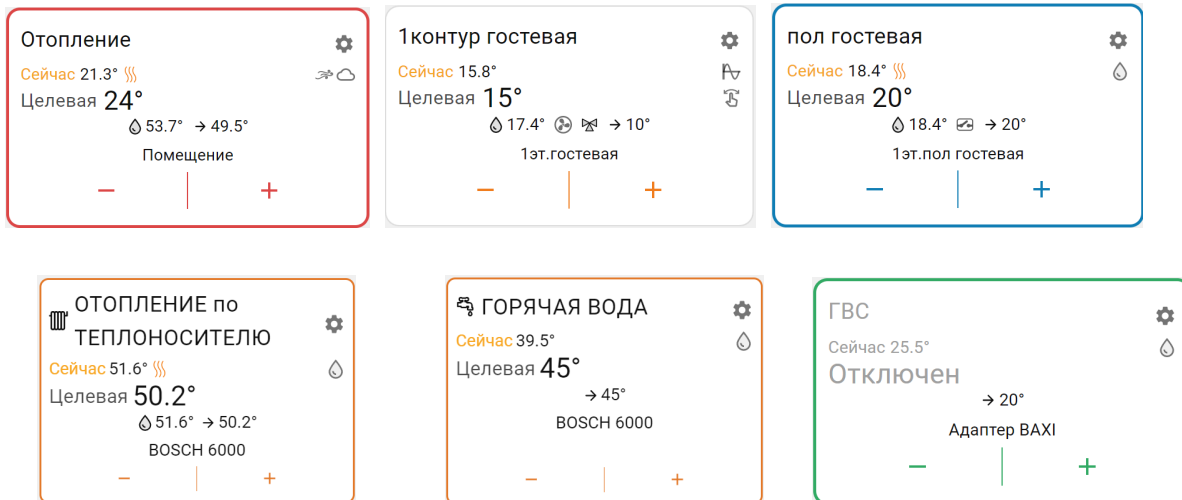 Отопление
Сейчас 21.3°
Целевая 24°
53.7° → 49.5°
Помещение
− +
1контур гостевая
Сейчас 15.8°
Целевая 15°
17.4° → 10°
1эт.гостевая
− +
пол гостевая
Сейчас 18.4°
Целевая 20°
18.4° → 20°
1эт.пол гостевая
− +
ОТОПЛЕНИЕ по
ТЕПЛОНОСИТЕЛЮ
Сейчас 51.6°
Целевая 50.2°
51.6° → 50.2°
BOSCH 6000
− +
ГОРЯЧАЯ ВОДА
Сейчас 39.5°
Целевая 45°
→ 45°
BOSCH 6000
− +
ГВС
Сейчас 25.5°
Отключен
→ 20°
Адаптер BAXI
− +